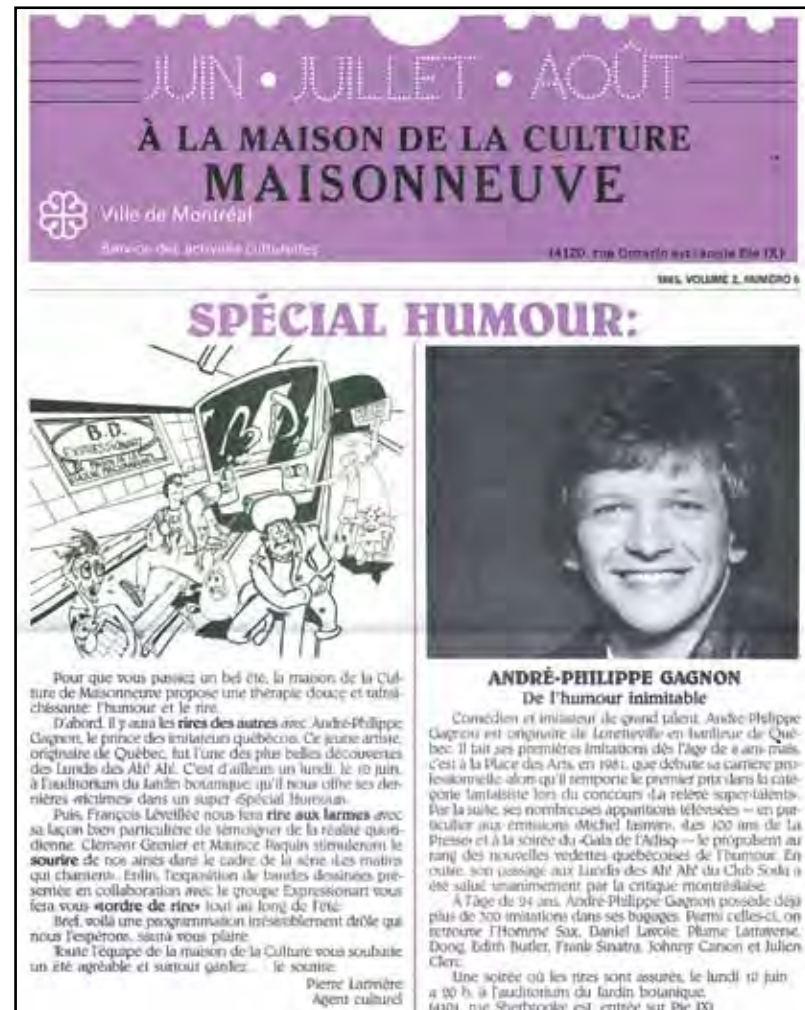 JUIN • JUILLET • AOÛT
À LA MAISON DE LA CULTURE
MAISONNEUVE
Ville de Montréal
Service des activités culturelles
(4120, rue Ontario est (angle Pie IX)
1985, VOLUME 2, NUMÉRO 6
SPÉCIAL HUMOUR:
B.D.
B.D.
Pour que vous passiez un bel été, la maison de la Cul-
ture de Maisonneuve propose une thérapie douce et rafraî-
chissante: l'humour et le rire.
D'abord, il y aura les rires des autres avec André-Philippe
Gagnon, le prince des imitateurs québécois. Ce jeune artiste,
originaire de Québec, fut l'une des plus belles découvertes
des Lundis des Ah! Ah!. C'est d'ailleurs un lundi, le 10 juin,
à l'auditorium du Jardin botanique, qu'il nous offre ses der-
nières «victimes» dans un super «Spécial Humour».
Puis, François Léveillée nous fera rire aux larmes avec
sa façon bien particulière de témoigner de la réalité quoti-
dienne. Clément Grenier et Maurice Paquin stimuleront le
sourire de nos aînés dans le cadre de la série «Les matins
qui chantent». Enfin, l'exposition de bandes dessinées pré-
sentée en collaboration avec le groupe Expressionart vous
fera vous «tordre de rire» tout au long de l'été.
Bref, voilà une programmation irrésistiblement drôle qui
nous l'espérons, saura vous plaire.
Toute l'équipe de la maison de la Culture vous souhaite
un été agréable et surtout gardez... le sourire.
Pierre Larivière
Agent culturel
ANDRÉ-PHILIPPE GAGNON
De l'humour inimitable
Comédien et imitateur de grand talent, André-Philippe
Gagnon est originaire de Loretteville en banlieue de Qué-
bec. Il fait ses premières imitations dès l'âge de 8 ans mais,
c'est à la Place des Arts, en 1981, que débute sa carrière pro-
fessionnelle alors qu'il remporte le premier prix dans la caté-
gorie fantaisiste lors du concours «La relève super-talents».
Par la suite, ses nombreuses apparitions télévisées — en par-
ticulier aux émissions «Michel Jasmin», «Les 100 ans de La
Presse» et à la soirée du «Gala de l'Adisq» — le propulsent au
rang des nouvelles vedettes québécoises de l'humour. En
outre, son passage aux Lundis des Ah! Ah! du Club Soda a
été salué unanimement par la critique montréalaise.
À l'âge de 24 ans, André-Philippe Gagnon possède déjà
plus de 300 imitations dans ses bagages. Parmi celles-ci, on
retrouve l'Homme Sax, Daniel Lavoie, Plume Latraverse,
Doog, Edith Butler, Frank Sinatra, Johnny Carson et Julien
Clerc.
Une soirée où les rires sont assurés, le lundi 10 juin
à 20 h, à l'auditorium du Jardin botanique.
(4101, rue Sherbrooke est, entrée sur Pie IX)